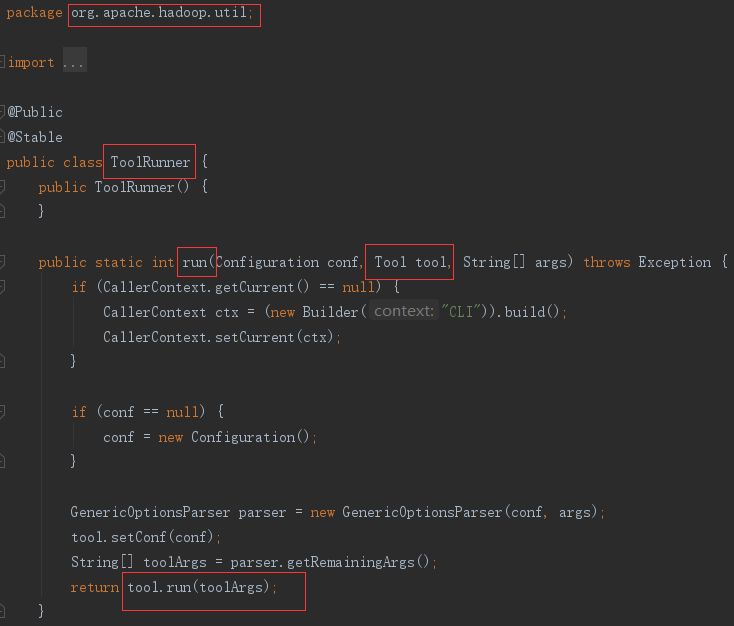 package org.apache.hadoop.util;
import ...
@Public
@Stable
public class ToolRunner {
public ToolRunner() {
}
public static int run(Configuration conf, Tool tool, String[] args) throws Exception {
if (CallerContext.getCurrent() == null) {
CallerContext ctx = (new Builder( context: "CLI")).build();
CallerContext.setCurrent(ctx);
}
if (conf == null) {
conf = new Configuration();
}
GenericOptionsParser parser = new GenericOptionsParser(conf, args);
tool.setConf(conf);
String[] toolArgs = parser.getRemainingArgs();
return tool.run(toolArgs);
}